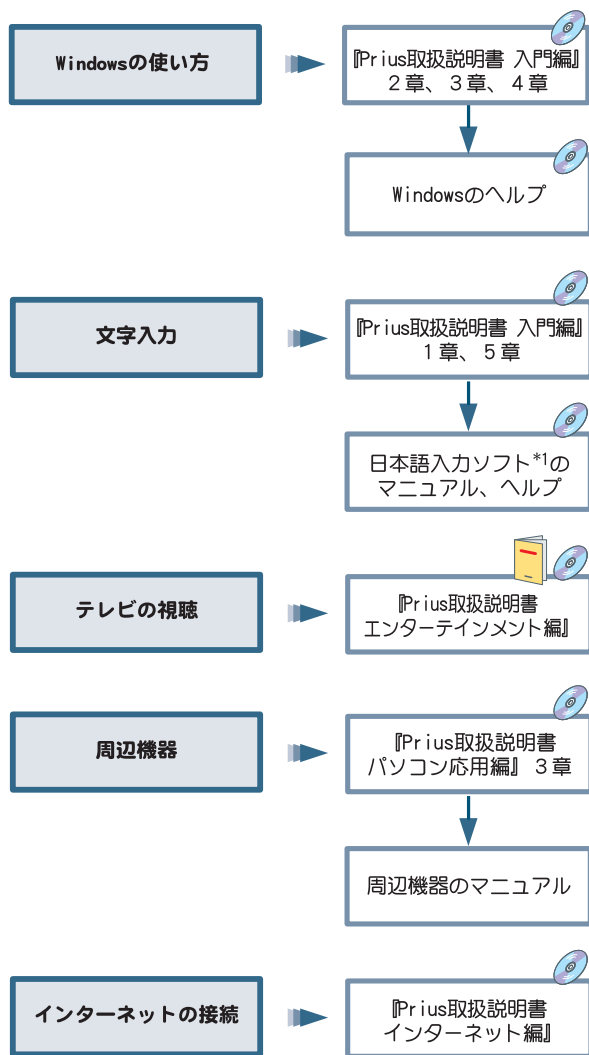 Windowsの使い方
『Prius取扱説明書 入門編』
２章、３章、４章
Windowsのヘルプ
文字入力
『Prius取扱説明書 入門編』
１章、５章
日本語入力ソフト*1の
マニュアル、ヘルプ
テレビの視聴
『Prius取扱説明書
エンターテインメント編』
周辺機器
『Prius取扱説明書
パソコン応用編』３章
周辺機器のマニュアル
インターネットの接続
『Prius取扱説明書
インターネット編』